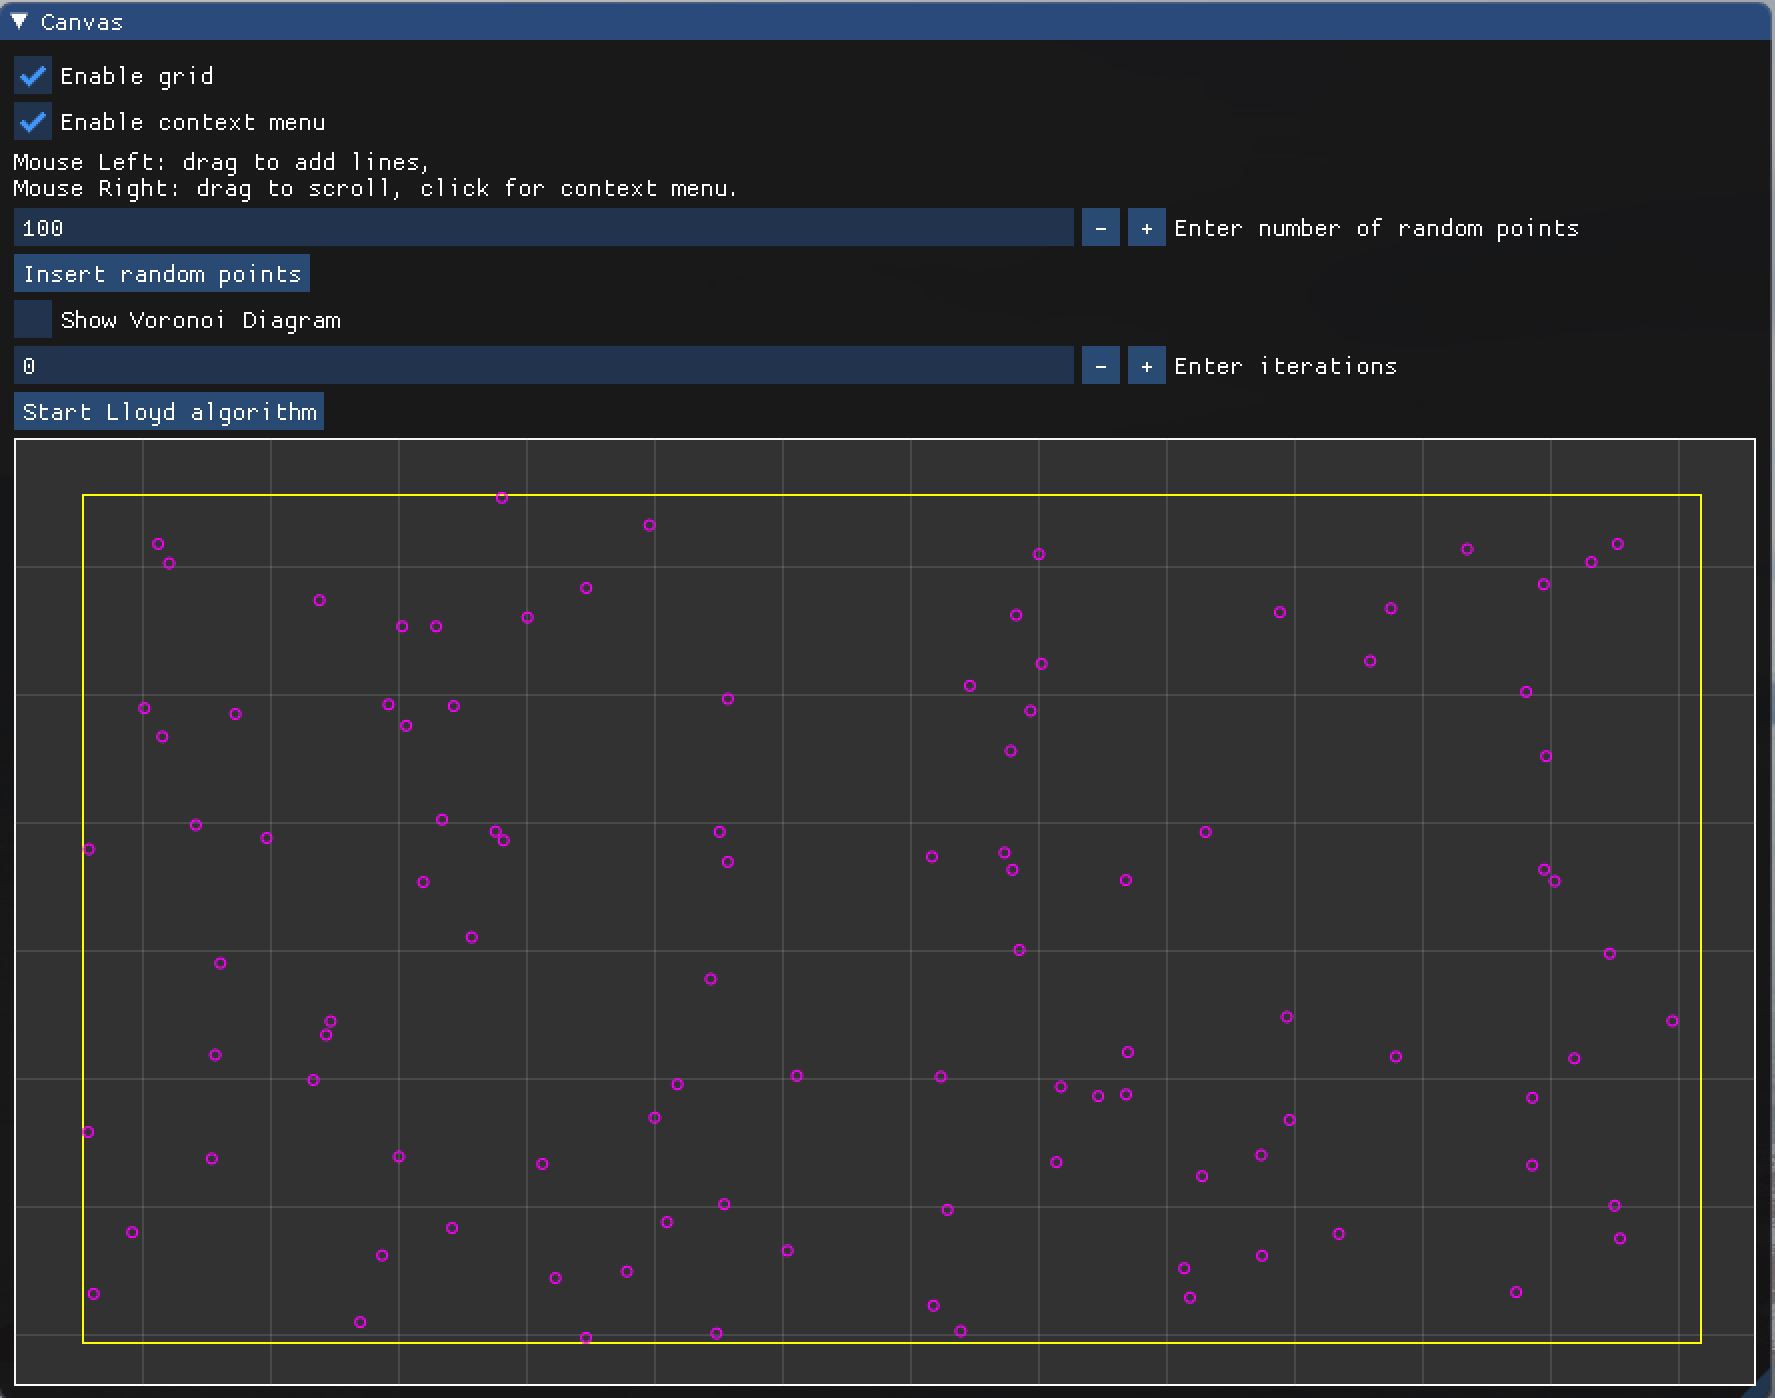 Canvas
Enable grid
Enable context menu
Mouse Left: drag to add lines,
Mouse Right: drag to scroll, click for context menu.
100 - + Enter number of random points
Insert random points
Show Voronoi Diagram
0 - + Enter iterations
Start Lloyd algorithm